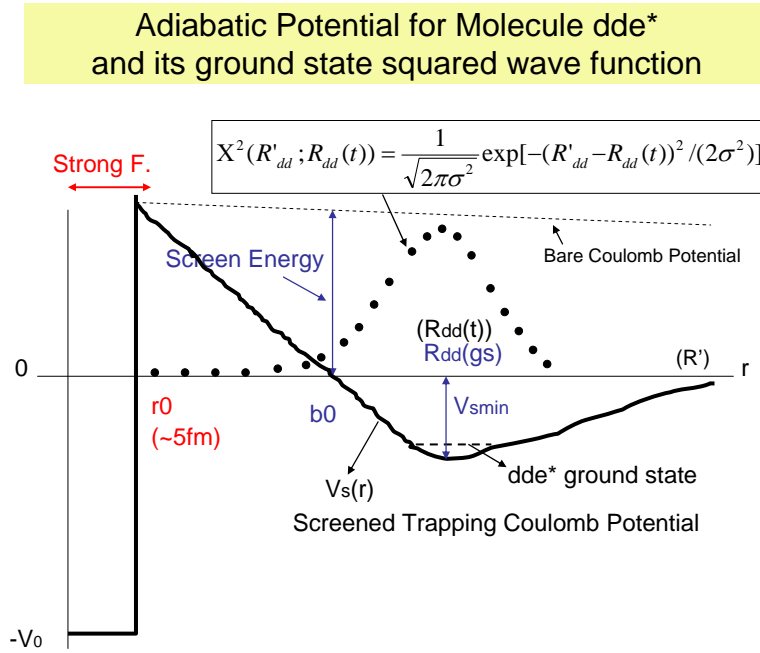 Adiabatic Potential for Molecule dde*
and its ground state squared wave function
X²(R'dd;Rdd(t)) = 1/√(2πσ²) exp[−(R'dd−Rdd(t))²/(2σ²)]
Strong F.
Bare Coulomb Potential
Screen Energy
(Rdd(t))
Rdd(gs)
(R')
0
r
r0
(~5fm)
b0
Vsmin
Vs(r)
dde* ground state
Screened Trapping Coulomb Potential
-V0